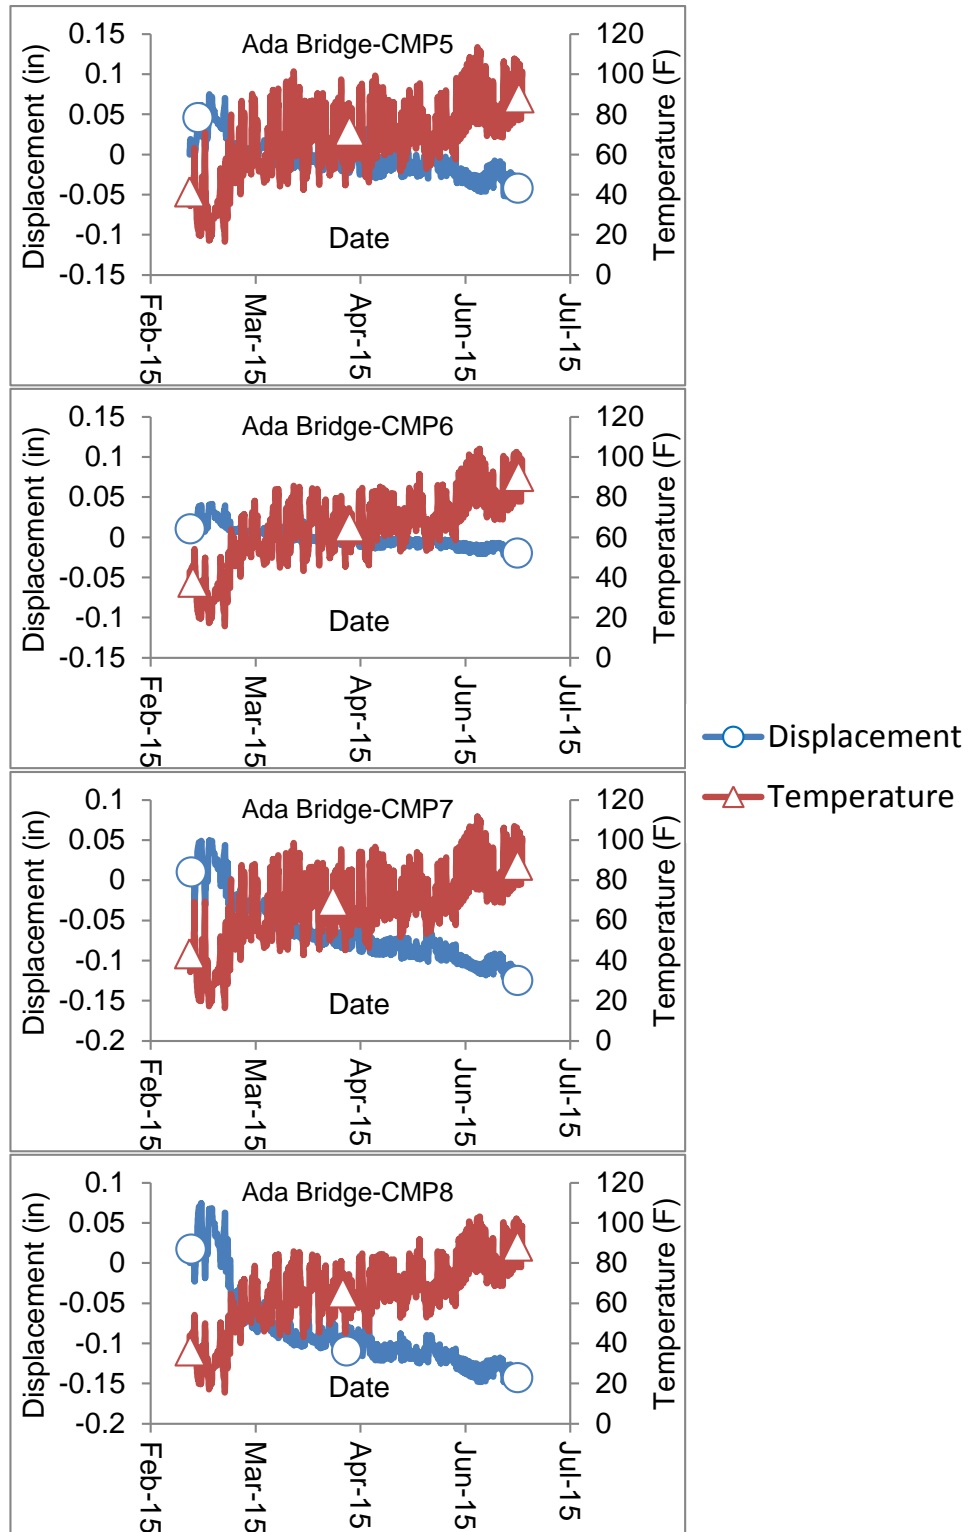 Ada Bridge-CMP5
Displacement (in)
0.15
0.1
0.05
0
-0.05
-0.1
-0.15
120
100
80
60
40
20
0
Temperature (F)
Date
Feb-15
Mar-15
Apr-15
Jun-15
Jul-15
Ada Bridge-CMP6
Displacement (in)
0.15
0.1
0.05
0
-0.05
-0.1
-0.15
120
100
80
60
40
20
0
Temperature (F)
Date
Feb-15
Mar-15
Apr-15
Jun-15
Jul-15
Displacement
Temperature
Ada Bridge-CMP7
Displacement (in)
0.1
0.05
0
-0.05
-0.1
-0.15
-0.2
120
100
80
60
40
20
0
Temperature (F)
Date
Feb-15
Mar-15
Apr-15
Jun-15
Jul-15
Ada Bridge-CMP8
Displacement (in)
0.1
0.05
0
-0.05
-0.1
-0.15
-0.2
120
100
80
60
40
20
0
Temperature (F)
Date
Feb-15
Mar-15
Apr-15
Jun-15
Jul-15